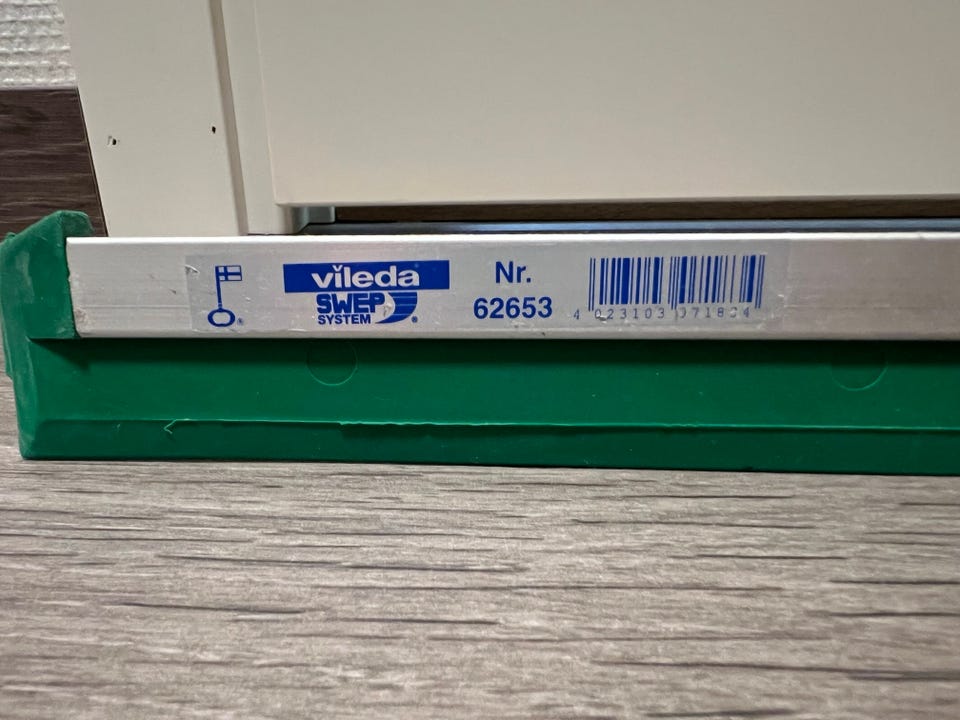 vileda
SWEP
SYSTEM
Nr.
62653